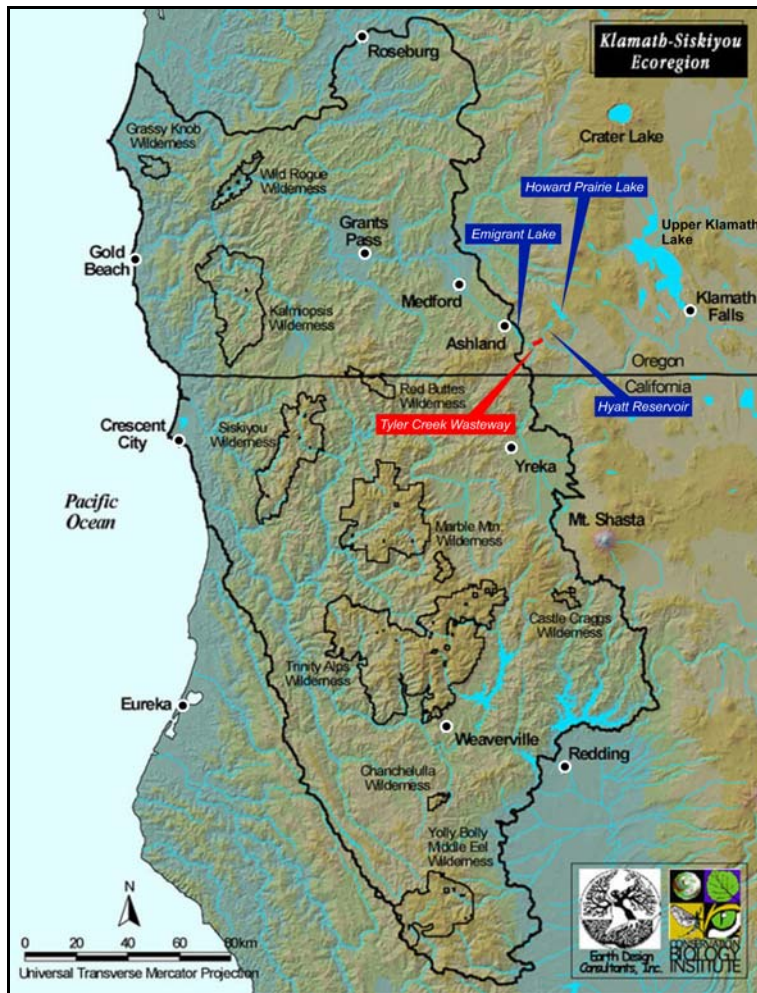 Klamath-Siskiyou
Ecoregion
Roseburg
Crater Lake
Grassy Knob
Wilderness
Wild Rogue
Wilderness
Howard Prairie Lake
Emigrant Lake
Upper Klamath
Lake
Grants
Pass
Gold
Beach
Medford
Klamath
Falls
Kalmiopsis
Wilderness
Ashland
Oregon
California
Red Buttes
Wilderness
Hyatt Reservoir
Tyler Creek Wasteway
Crescent
City
Siskiyou
Wilderness
Yreka
Pacific
Ocean
Mt. Shasta
Marble Mtn.
Wilderness
Castle Craggs
Wilderness
Trinity Alps
Wilderness
Eureka
Weaverville
Redding
Chanchelulla
Wilderness
Yolly Bolly
Middle Eel
Wilderness
N
0 20 40 60 80km
Universal Transverse Mercator Projection
Earth Design
Consultants, Inc.
CONSERVATION
BIOLOGY
INSTITUTE